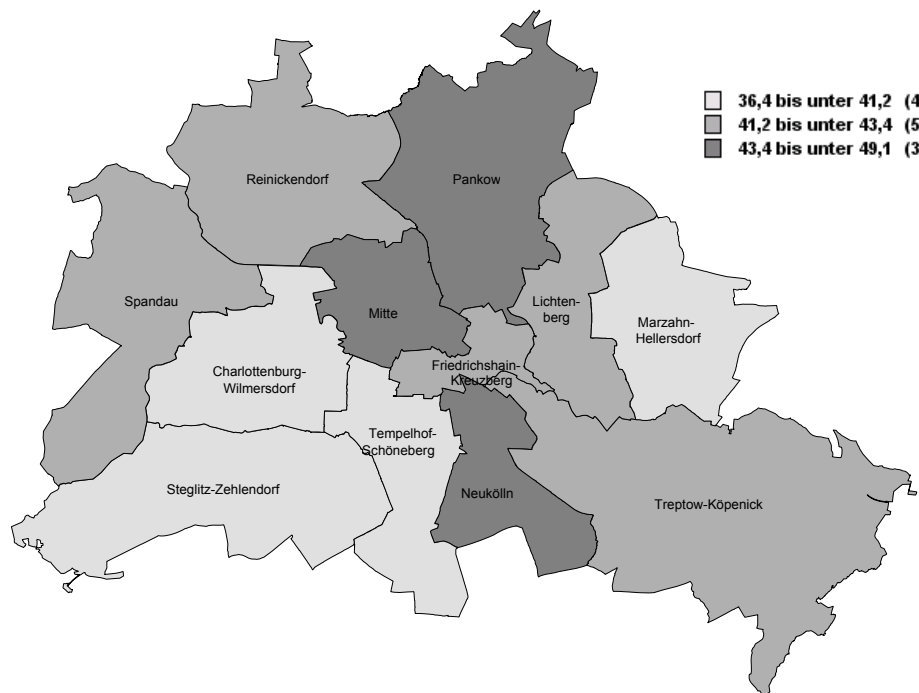 36,4 bis unter 41,2 (4
41,2 bis unter 43,4 (5
43,4 bis unter 49,1 (3
Reinickendorf
Pankow
Spandau
Mitte
Lichten-
berg
Marzahn-
Hellersdorf
Charlottenburg-
Wilmersdorf
Friedrichshain-
Kreuzberg
Tempelhof-
Schöneberg
Steglitz-Zehlendorf
Neukölln
Treptow-Köpenick